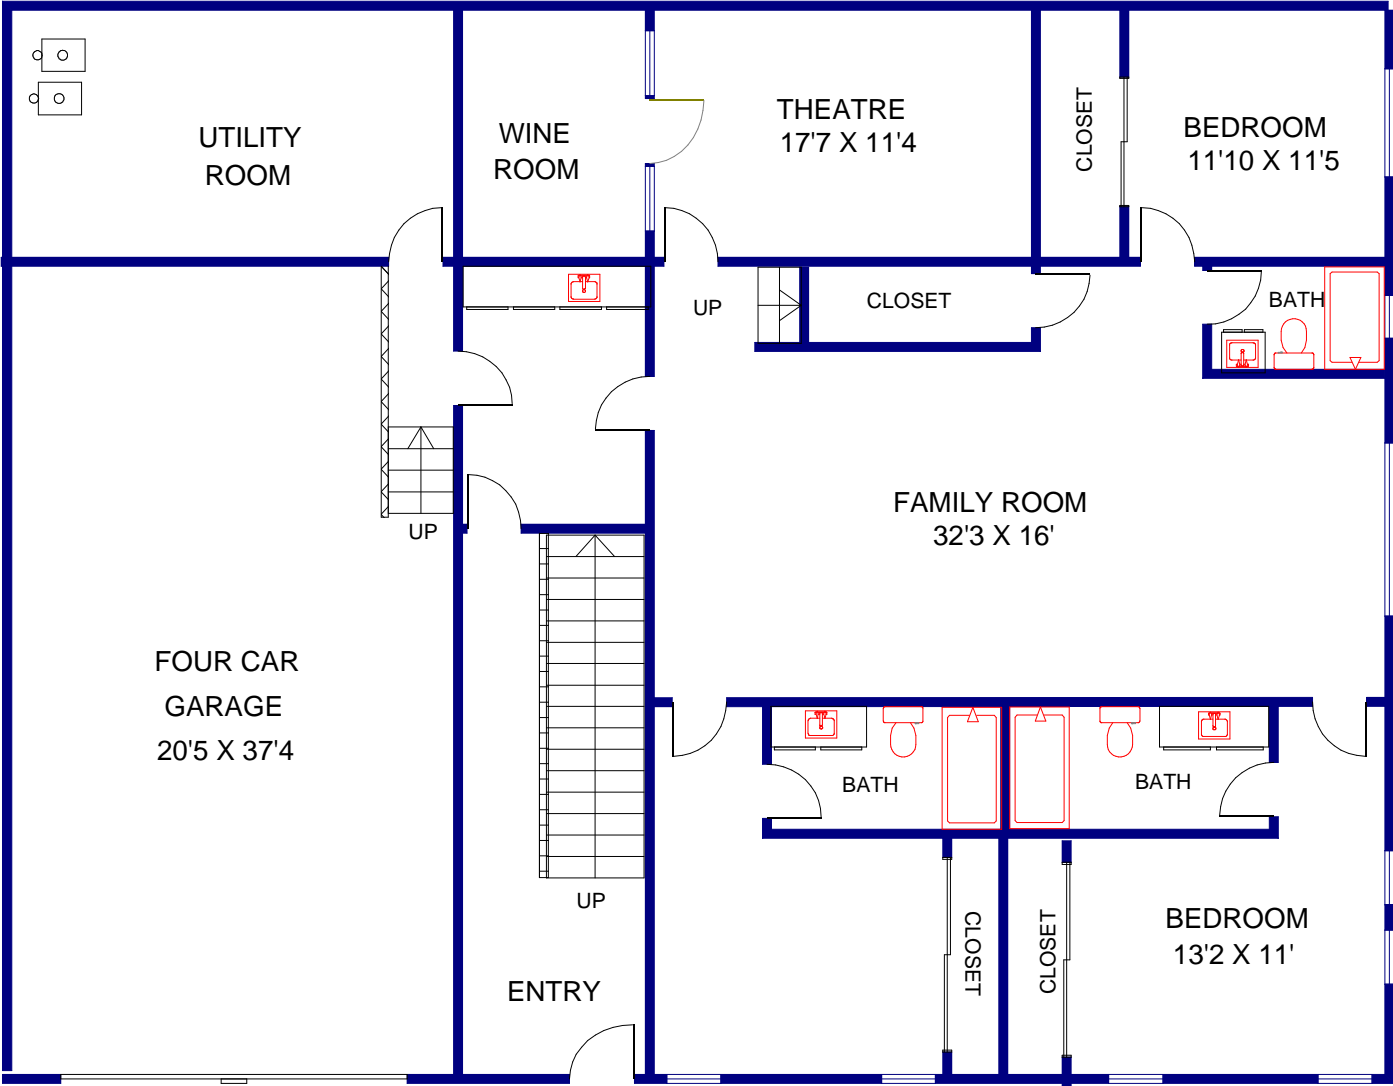 UTILITY
ROOM
WINE
ROOM
THEATRE
17'7 X 11'4
CLOSET
BEDROOM
11'10 X 11'5
UP
CLOSET
BATH
UP
FAMILY ROOM
32'3 X 16'
FOUR CAR
GARAGE
20'5 X 37'4
BATH
BATH
UP
ENTRY
CLOSET
CLOSET
BEDROOM
13'2 X 11'